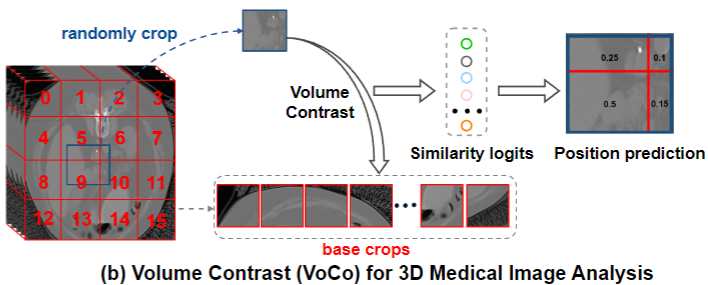 randomly crop
0 1 2 3
4 5 6 7
8 9 10 11
12 13 14 15
Volume
Contrast
Similarity logits
0.25 0.1
0.5 0.15
Position prediction
base crops
(b) Volume Contrast (VoCo) for 3D Medical Image Analysis